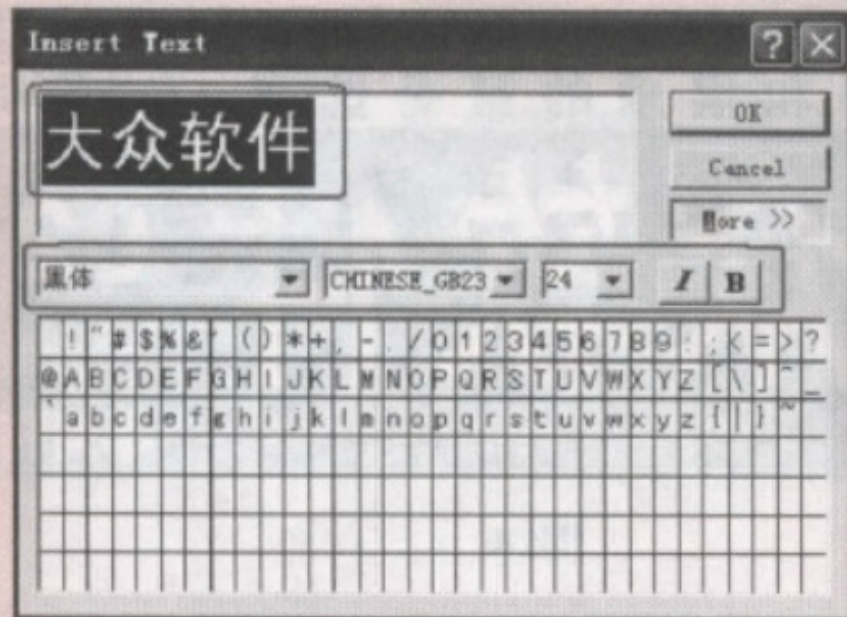 Insert Text
大众软件
OK
Cancel
More >>
黑体 CHINESE_GB23 24 I B
! " # $ % & ' ( ) * + , - . / 0 1 2 3 4 5 6 7 8 9 : ; < = > ?
@ A B C D E F G H I J K L M N O P Q R S T U V W X Y Z [ \ ] ^ _
` a b c d e f g h i j k l m n o p q r s t u v w x y z { | } ~